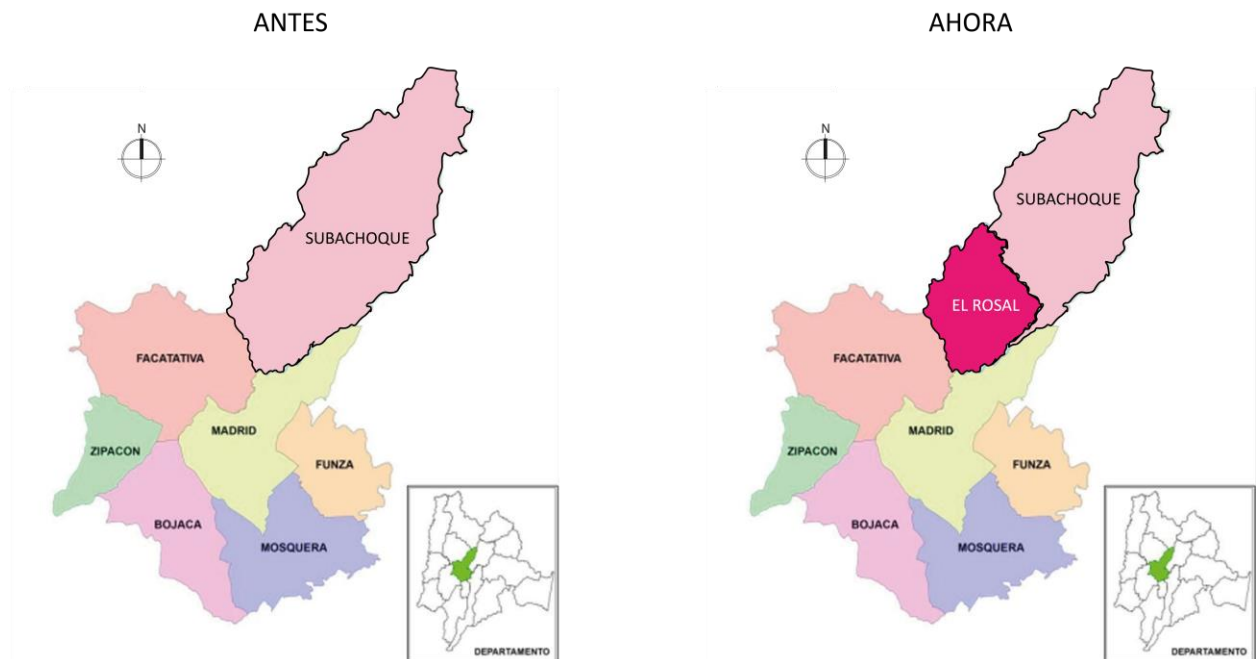 ANTES
N
SUBACHOQUE
FACATATIVA
MADRID
ZIPACON
FUNZA
BOJACA
MOSQUERA
DEPARTAMENTO
AHORA
N
SUBACHOQUE
EL ROSAL
FACATATIVA
MADRID
ZIPACON
FUNZA
BOJACA
MOSQUERA
DEPARTAMENTO